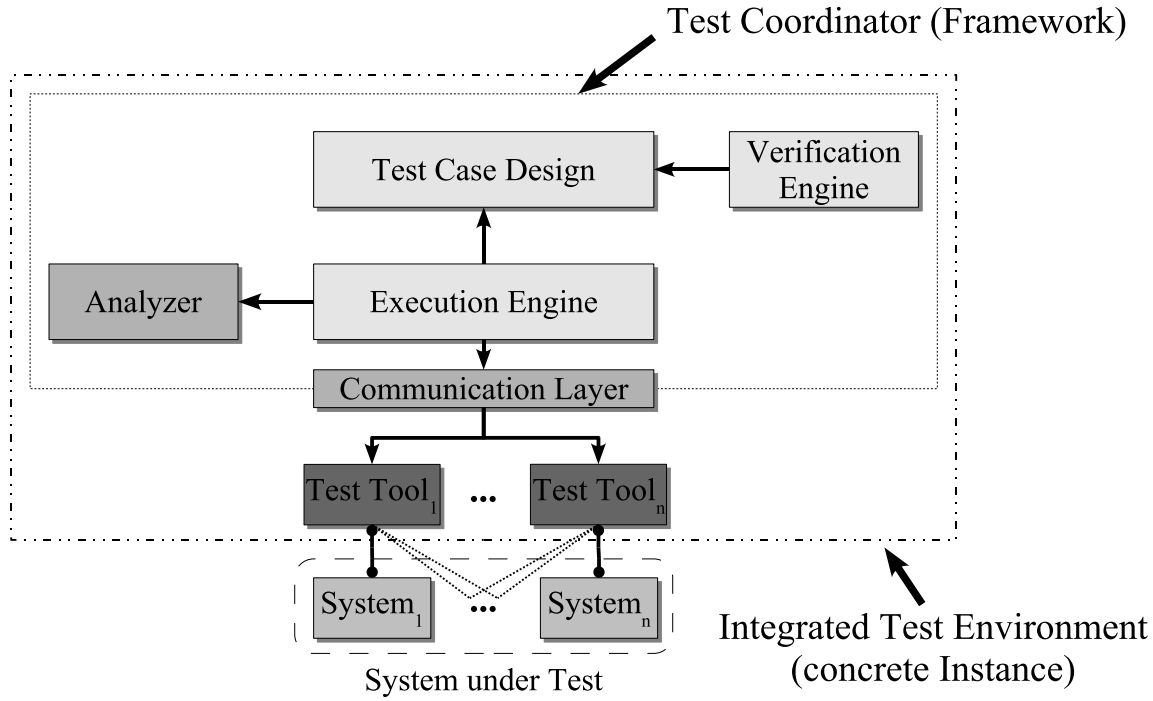 Test Coordinator (Framework)
Test Case Design
Verification
Engine
Analyzer
Execution Engine
Communication Layer
Test Tool1
...
Test Tooln
System1
...
Systemn
Integrated Test Environment
(concrete Instance)
System under Test